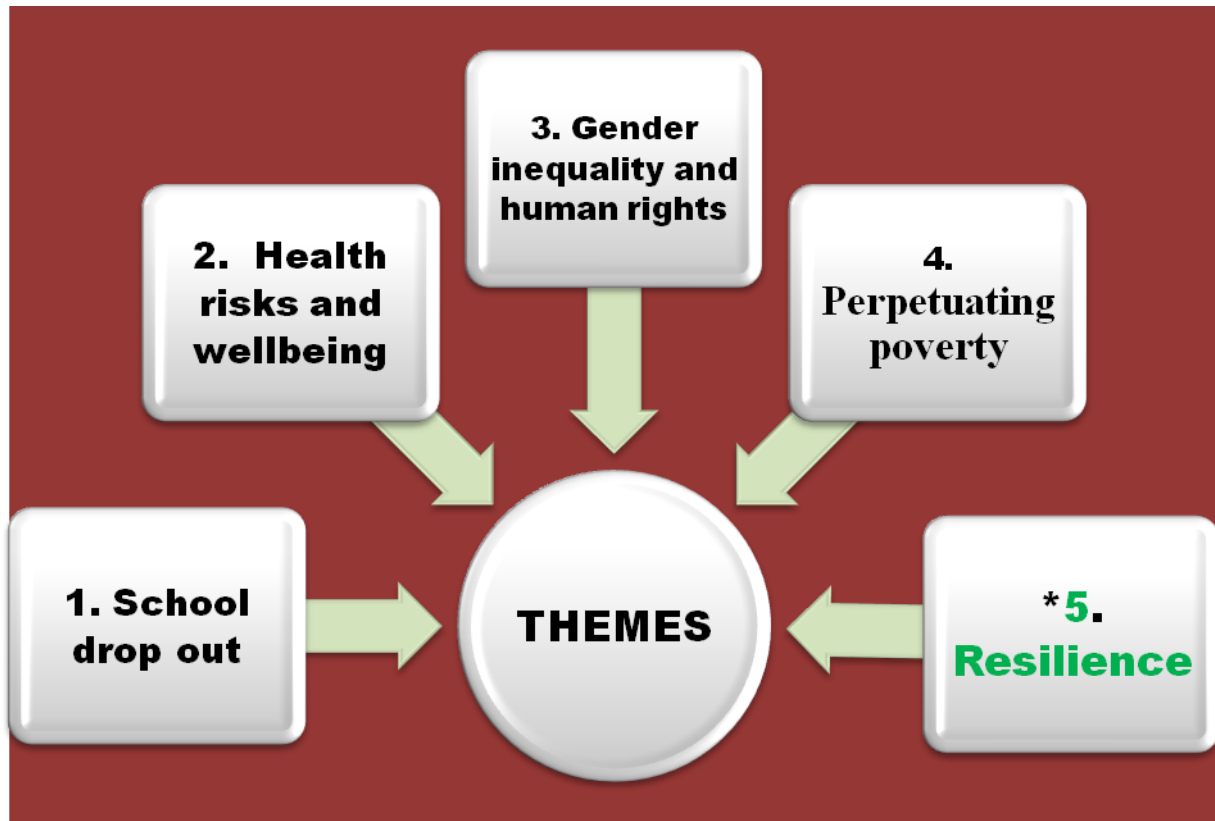 1. School
drop out
2. Health
risks and
wellbeing
3. Gender
inequality and
human rights
4.
Perpetuating
poverty
*5.
Resilience
THEMES